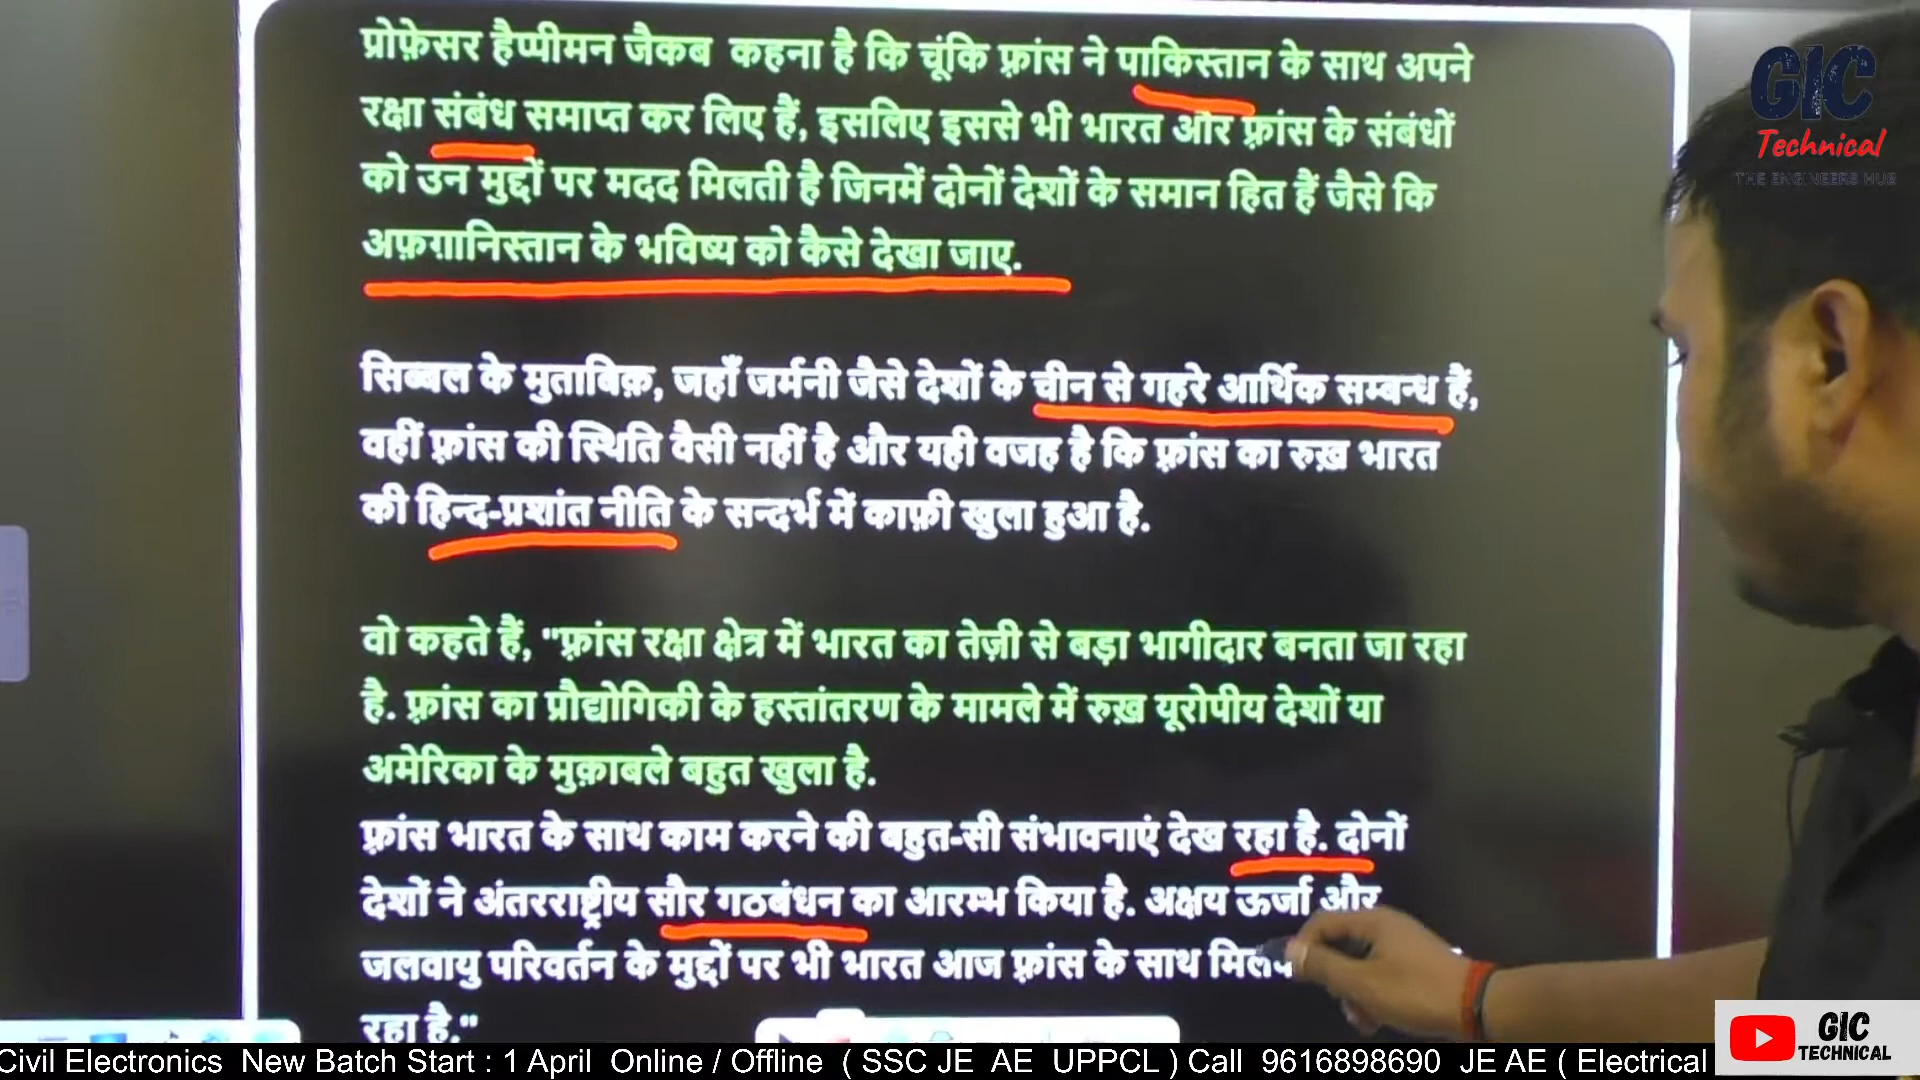 प्रोफ़ेसर हैप्पीमन जैकब कहना है कि चूंकि फ़्रांस ने पाकिस्तान के साथ अपने
रक्षा संबंध समाप्त कर लिए हैं, इसलिए इससे भी भारत और फ़्रांस के संबंधों
को उन मुद्दों पर मदद मिलती है जिनमें दोनों देशों के समान हित हैं जैसे कि
अफ़ग़ानिस्तान के भविष्य को कैसे देखा जाए.
सिब्बल के मुताबिक़, जहाँ जर्मनी जैसे देशों के चीन से गहरे आर्थिक सम्बन्ध हैं,
वहीं फ़्रांस की स्थिति वैसी नहीं है और यही वजह है कि फ़्रांस का रुख़ भारत
की हिन्द-प्रशांत नीति के सन्दर्भ में काफ़ी खुला हुआ है.
वो कहते हैं, "फ़्रांस रक्षा क्षेत्र में भारत का तेज़ी से बड़ा भागीदार बनता जा रहा
है. फ़्रांस का प्रौद्योगिकी के हस्तांतरण के मामले में रुख़ यूरोपीय देशों या
अमेरिका के मुक़ाबले बहुत खुला है.
फ़्रांस भारत के साथ काम करने की बहुत-सी संभावनाएं देख रहा है. दोनों
देशों ने अंतरराष्ट्रीय सौर गठबंधन का आरम्भ किया है. अक्षय ऊर्जा और
जलवायु परिवर्तन के मुद्दों पर भी भारत आज फ़्रांस के साथ
रहा है."
GIC
Technical
THE ENGINEERS HUB
Civil Electronics New Batch Start : 1 April Online / Offline ( SSC JE AE UPPCL ) Call 9616898690 JE AE ( Electrical
GIC
TECHNICAL